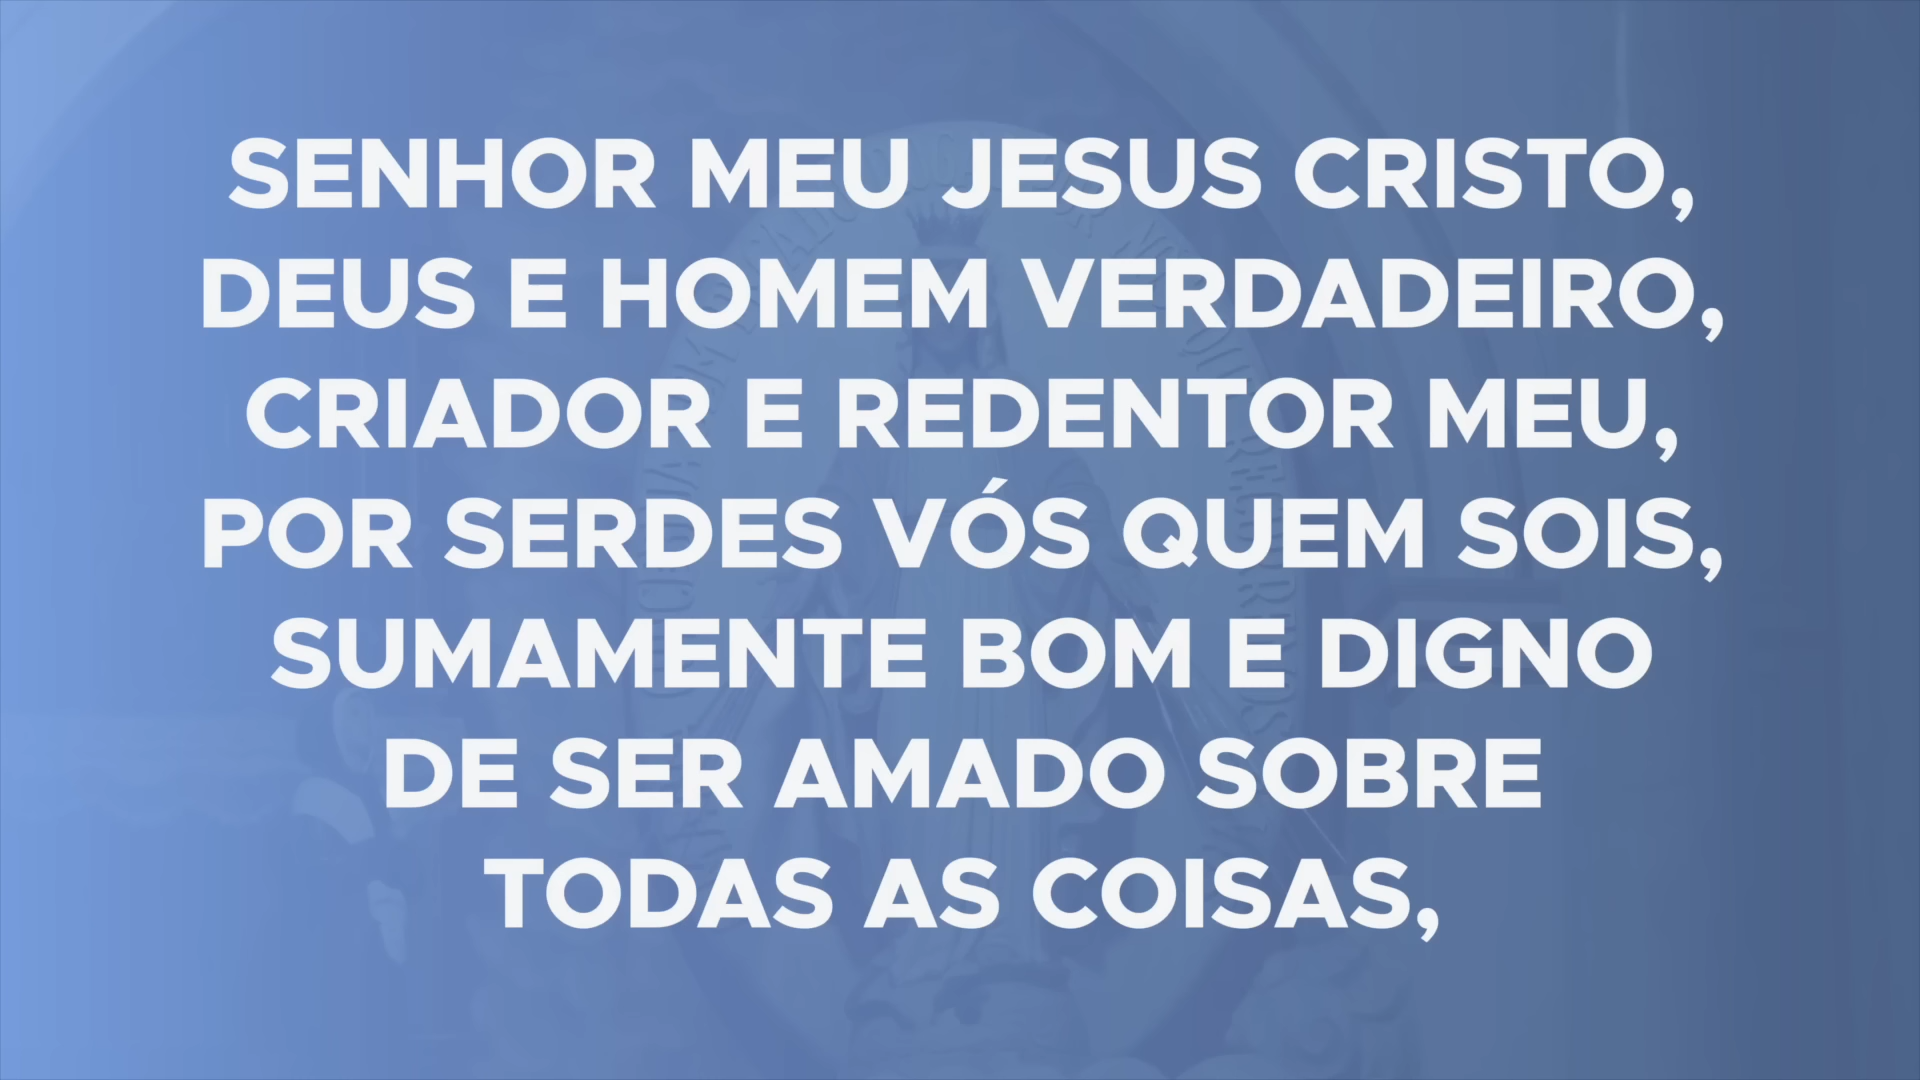 SENHOR MEU JESUS CRISTO,
DEUS E HOMEM VERDADEIRO,
CRIADOR E REDENTOR MEU,
POR SERDES VÓS QUEM SOIS,
SUMAMENTE BOM E DIGNO
DE SER AMADO SOBRE
TODAS AS COISAS,